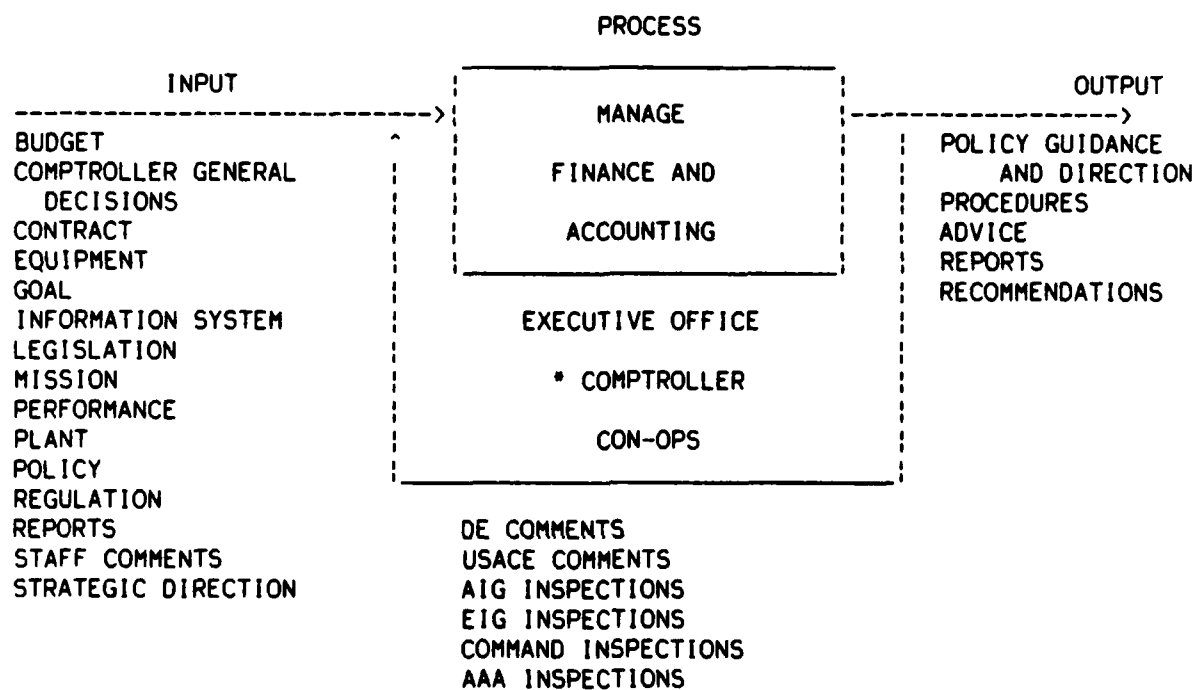 PROCESS
INPUT
OUTPUT
MANAGE
FINANCE AND
ACCOUNTING
BUDGET
COMPTROLLER GENERAL
DECISIONS
CONTRACT
EQUIPMENT
GOAL
INFORMATION SYSTEM
LEGISLATION
MISSION
PERFORMANCE
PLANT
POLICY
REGULATION
REPORTS
STAFF COMMENTS
STRATEGIC DIRECTION
EXECUTIVE OFFICE
* COMPTROLLER
CON-OPS
DE COMMENTS
USACE COMMENTS
AIG INSPECTIONS
EIG INSPECTIONS
COMMAND INSPECTIONS
AAA INSPECTIONS
POLICY GUIDANCE
AND DIRECTION
PROCEDURES
ADVICE
REPORTS
RECOMMENDATIONS